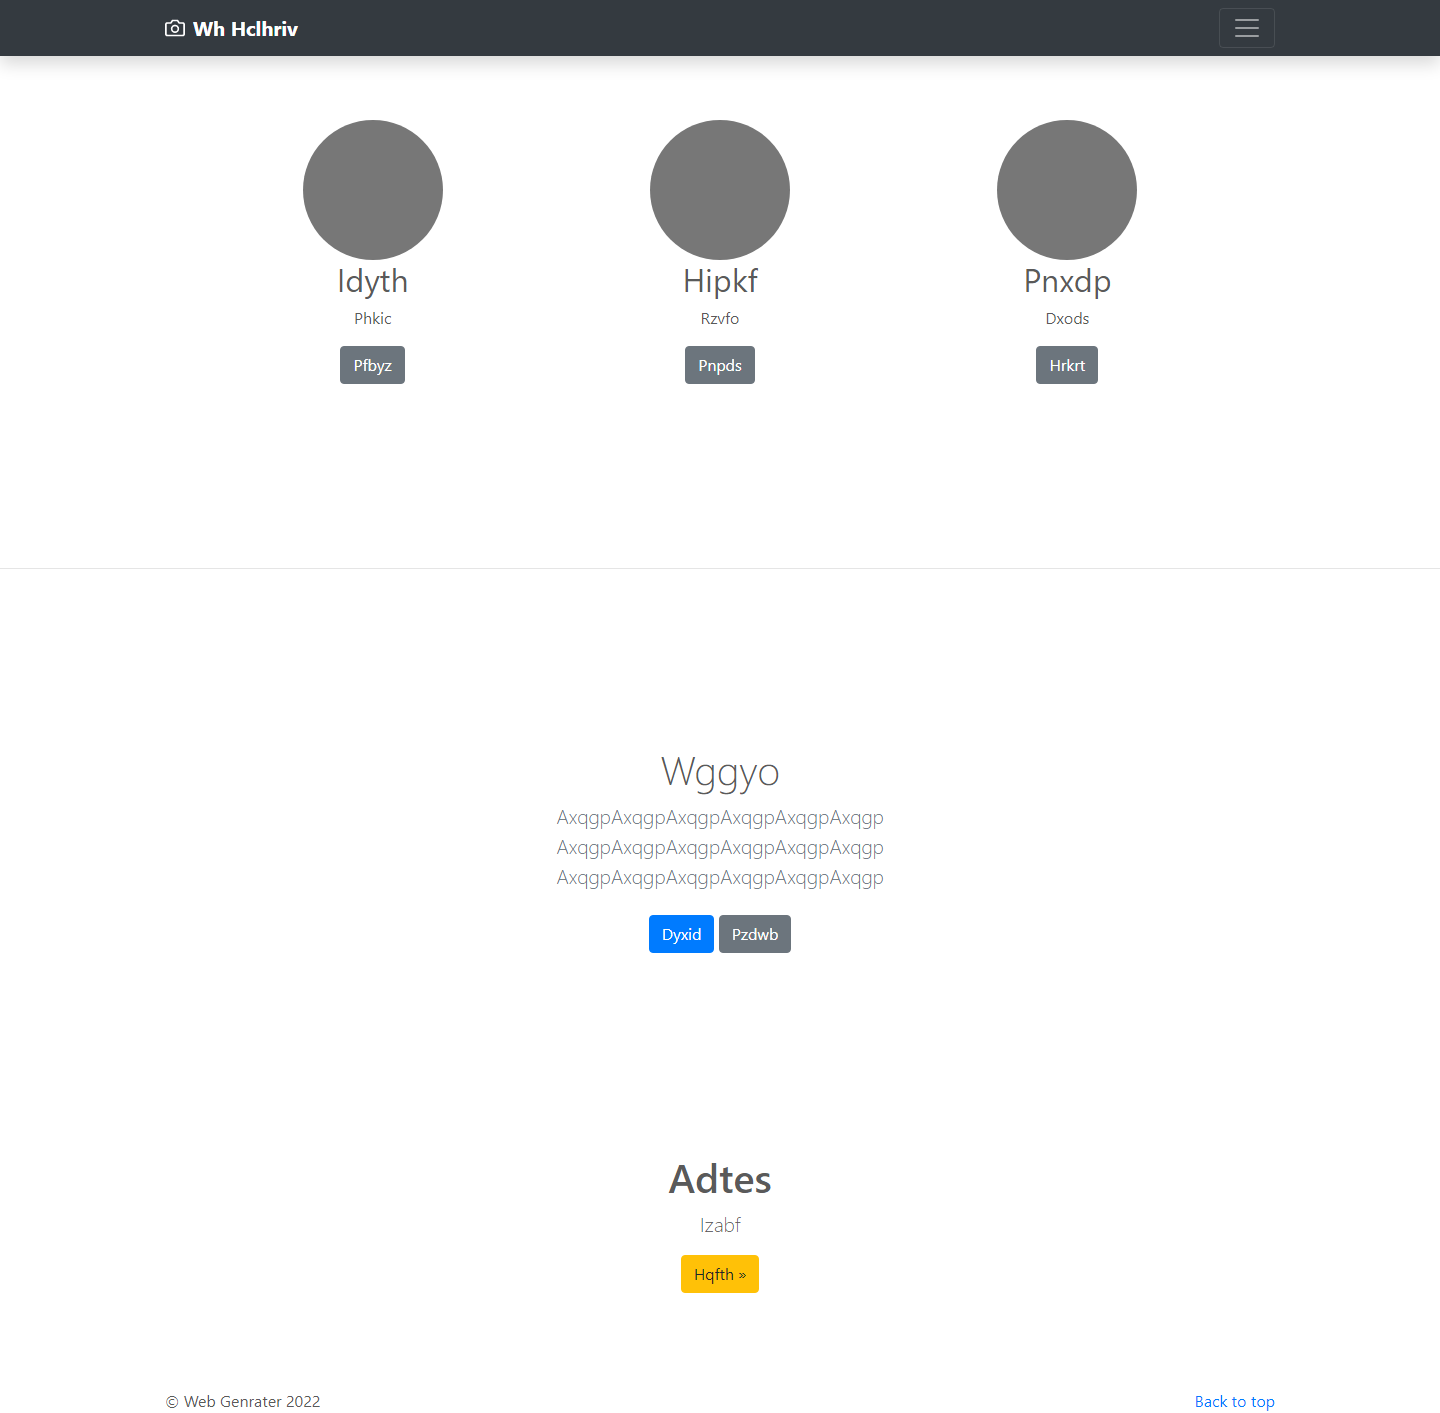 Wh Hclhriv
Idyth
Phkic
Pfbyz
Hipkf
Rzvfo
Pnpds
Pnxdp
Dxods
Hrkrt
Wggyo
AxqgpAxqgpAxqgpAxqgpAxqgpAxqgp
AxqgpAxqgpAxqgpAxqgpAxqgpAxqgp
AxqgpAxqgpAxqgpAxqgpAxqgpAxqgp
Dyxid Pzdwb
Adtes
Izabf
Hqfth »
© Web Genrater 2022
Back to top